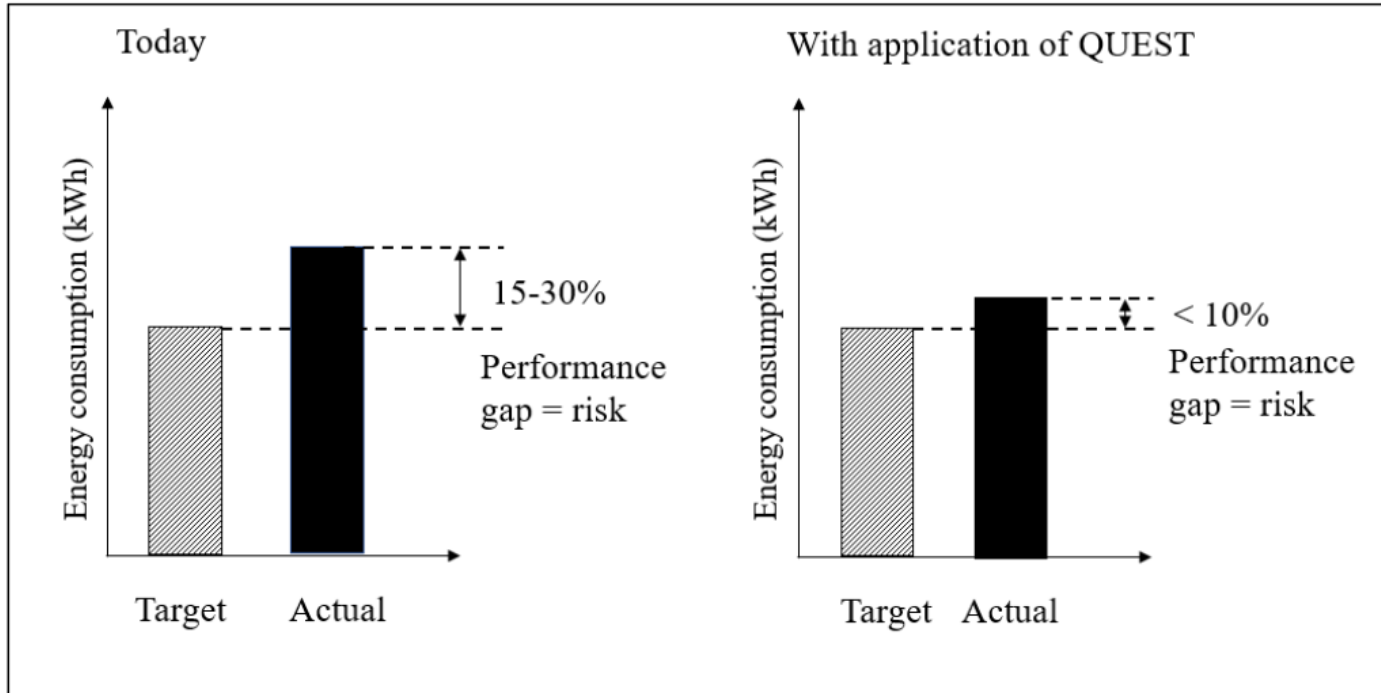 Today
Energy consumption (kWh)
15-30%
Performance
gap = risk
Target
Actual
With application of QUEST
Energy consumption (kWh)
< 10%
Performance
gap = risk
Target
Actual